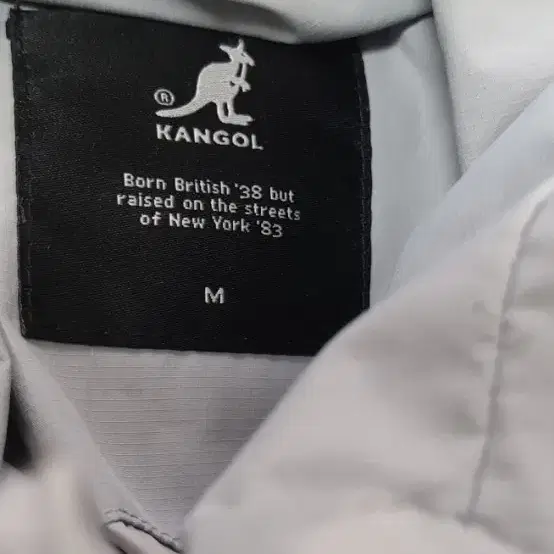 ®
KANGOL
Born British '38 but
raised on the streets
of New York '83
M